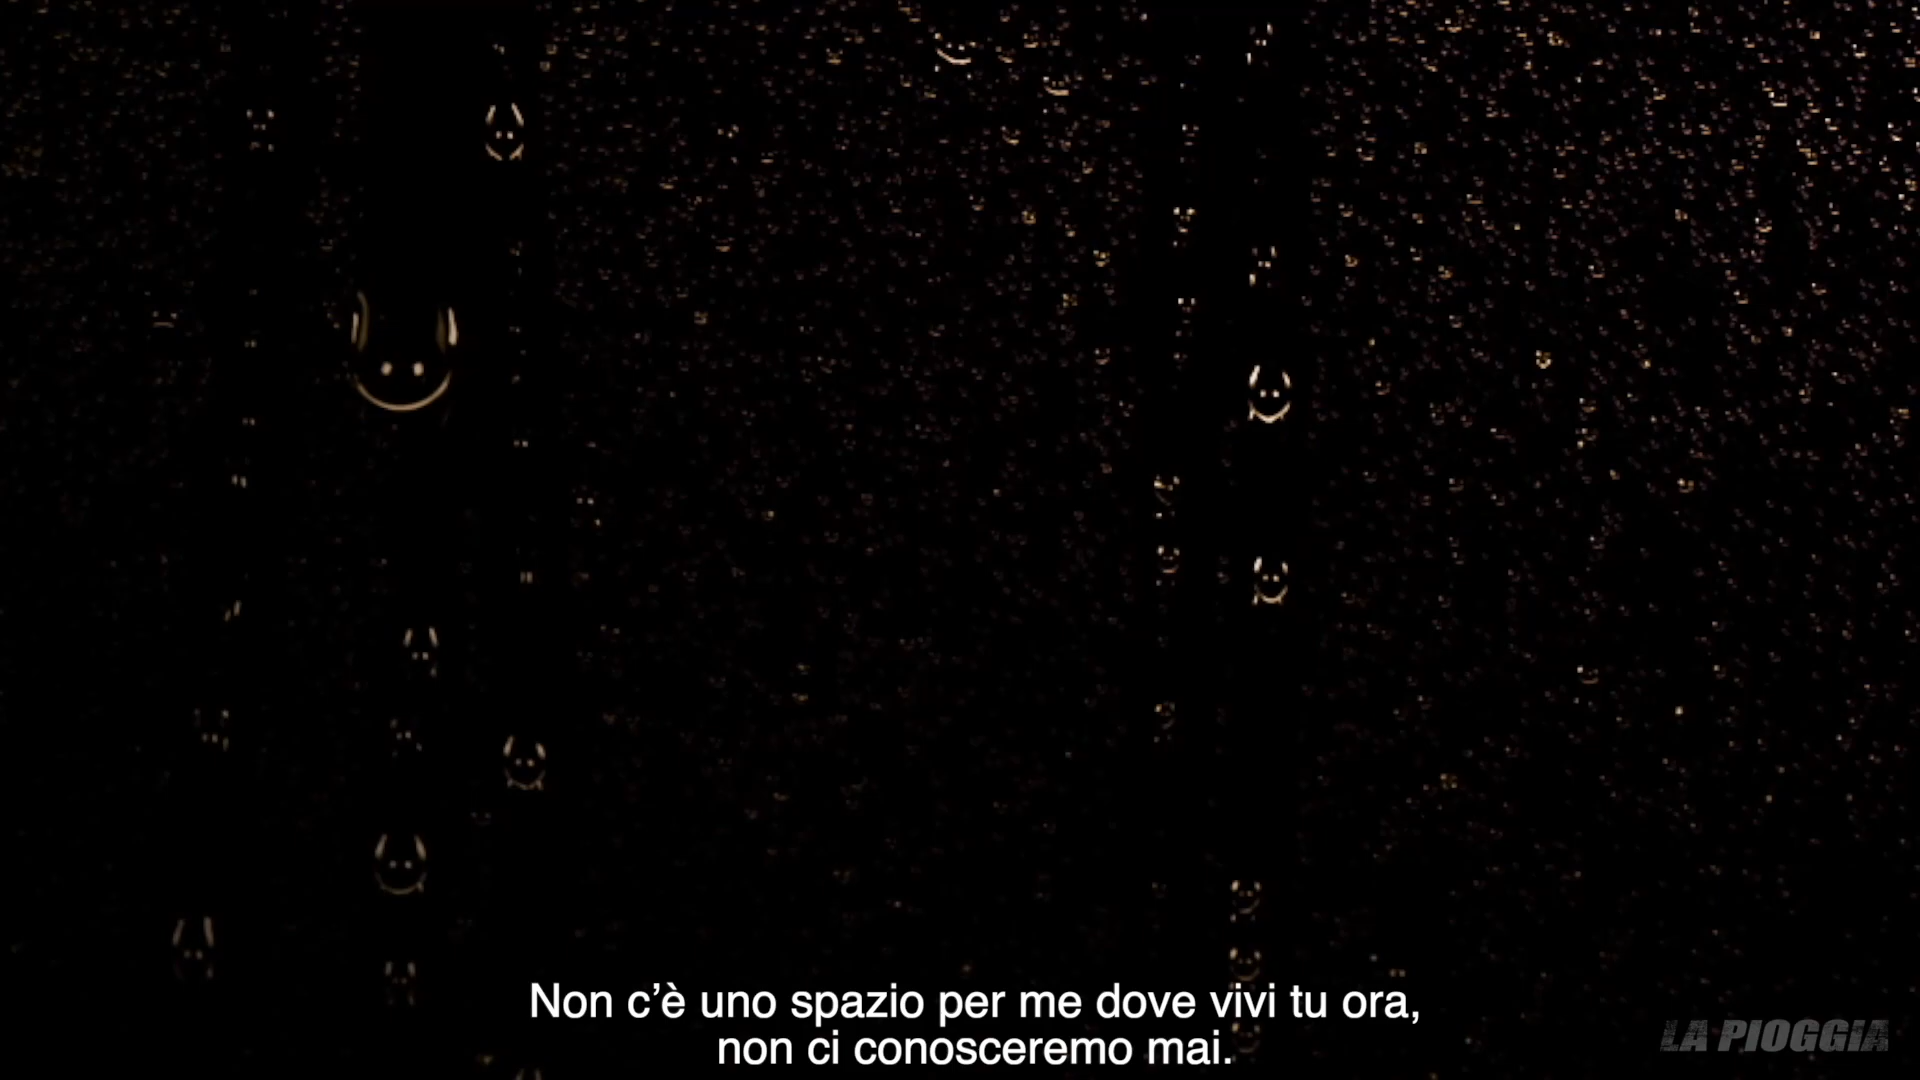 Non c’è uno spazio per me dove vivi tu ora,
non ci conosceremo mai.
LA PIOGGIA